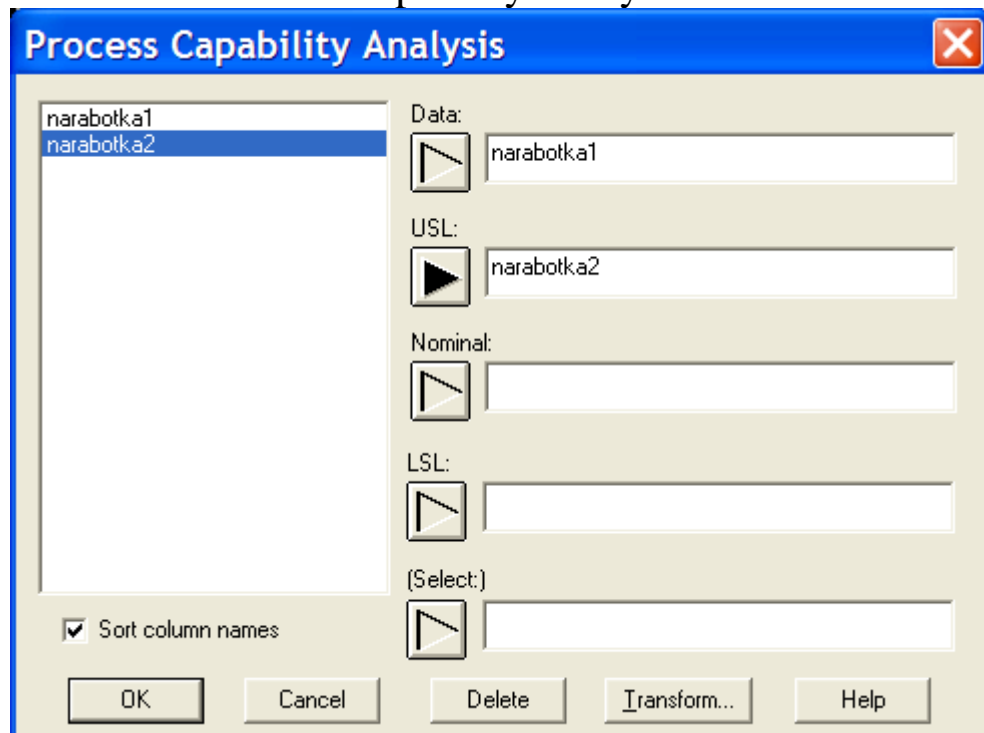 Process Capability Analysis
narabotka1
narabotka2
Data:
narabotka1
USL:
narabotka2
Nominal:
LSL:
(Select:)
Sort column names
OK
Cancel
Delete
Transform...
Help